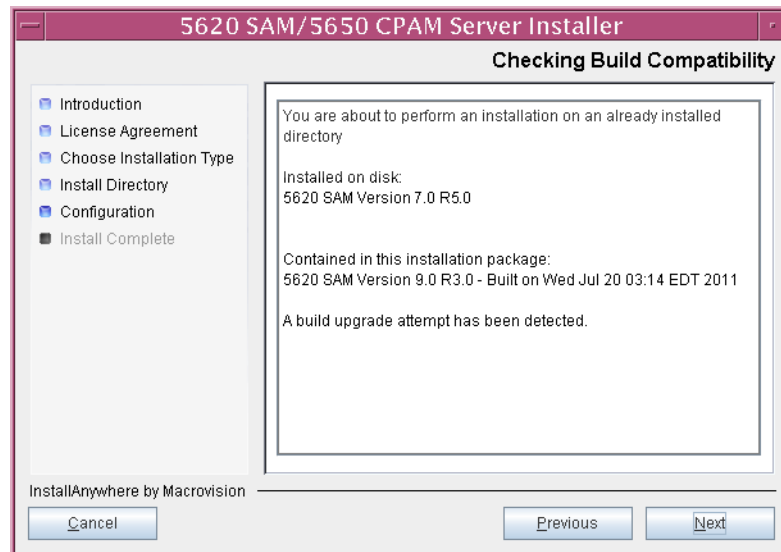 5620 SAM/5650 CPAM Server Installer
Checking Build Compatibility
Introduction
License Agreement
Choose Installation Type
Install Directory
Configuration
Install Complete
You are about to perform an installation on an already installed
directory
Installed on disk:
5620 SAM Version 7.0 R5.0
Contained in this installation package:
5620 SAM Version 9.0 R3.0 - Built on Wed Jul 20 03:14 EDT 2011
A build upgrade attempt has been detected.
InstallAnywhere by Macrovision
Cancel
Previous
Next